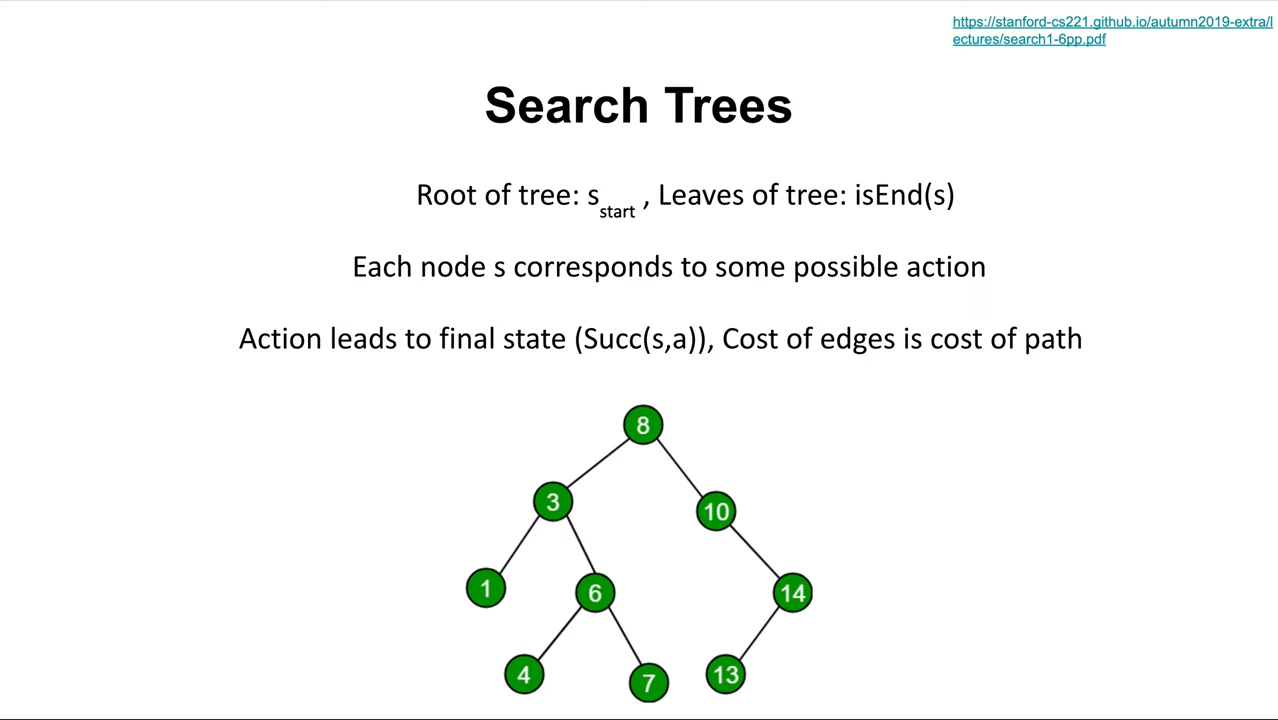 https://stanford-cs221.github.io/autumn2019-extra/l
ectures/search1-6pp.pdf
Search Trees
Root of tree: s_start , Leaves of tree: isEnd(s)
Each node s corresponds to some possible action
Action leads to final state (Succ(s,a)), Cost of edges is cost of path
8
3
10
1
6
14
4
7
13